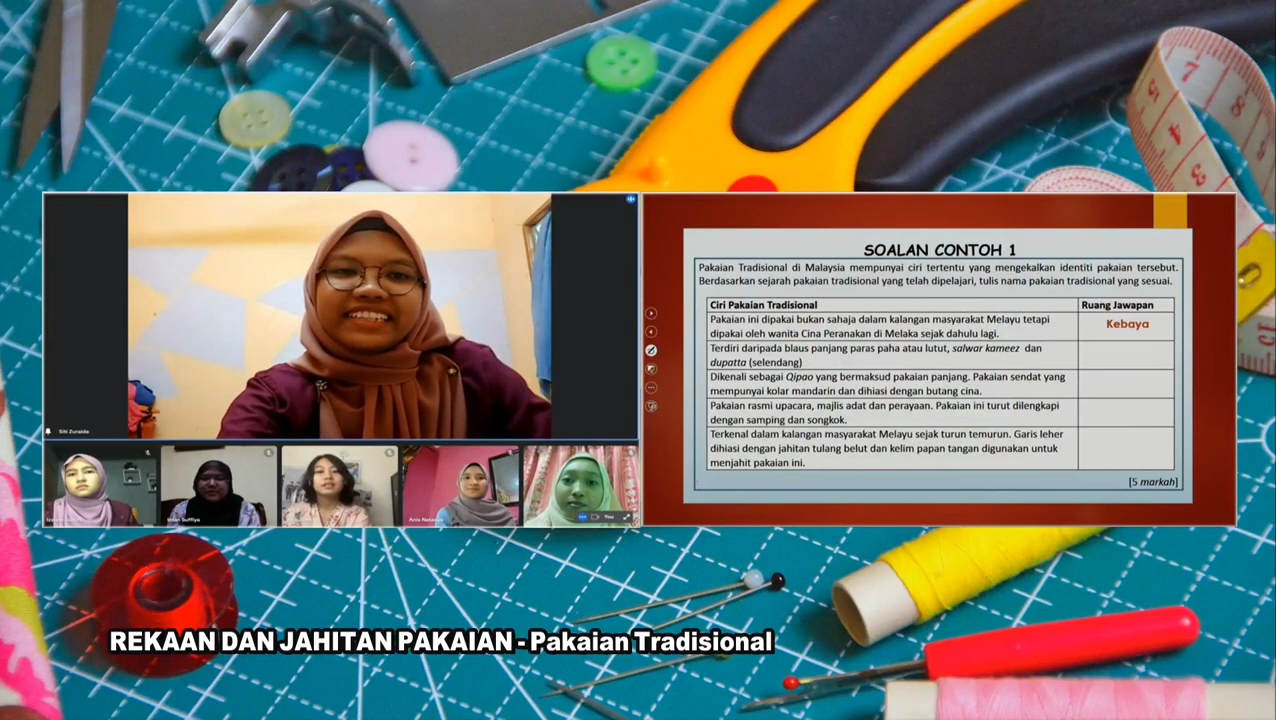 Siti Zuraida
Irfan Suffiya
You
SOALAN CONTOH 1
Pakaian Tradisional di Malaysia mempunyai ciri tertentu yang mengekalkan identiti pakaian tersebut.
Berdasarkan sejarah pakaian tradisional yang telah dipelajari, tulis nama pakaian tradisional yang sesuai.
Ciri Pakaian Tradisional Ruang Jawapan
Pakaian ini dipakai bukan sahaja dalam kalangan masyarakat Melayu tetapi
dipakai oleh wanita Cina Peranakan di Melaka sejak dahulu lagi.
Kebaya
Terdiri daripada blaus panjang paras paha atau lutut, salwar kameez dan
dupatta (selendang)
Dikenali sebagai Qipao yang bermaksud pakaian panjang. Pakaian sendat yang
mempunyai kolar mandarin dan dihiasi dengan butang cina.
Pakaian rasmi upacara, majlis adat dan perayaan. Pakaian ini turut dilengkapi
dengan samping dan songkok.
Terkenal dalam kalangan masyarakat Melayu sejak turun temurun. Garis leher
dihiasi dengan jahitan tulang belut dan kelim papan tangan digunakan untuk
menjahit pakaian ini.
[5 markah]
REKAAN DAN JAHITAN PAKAIAN - Pakaian Tradisional